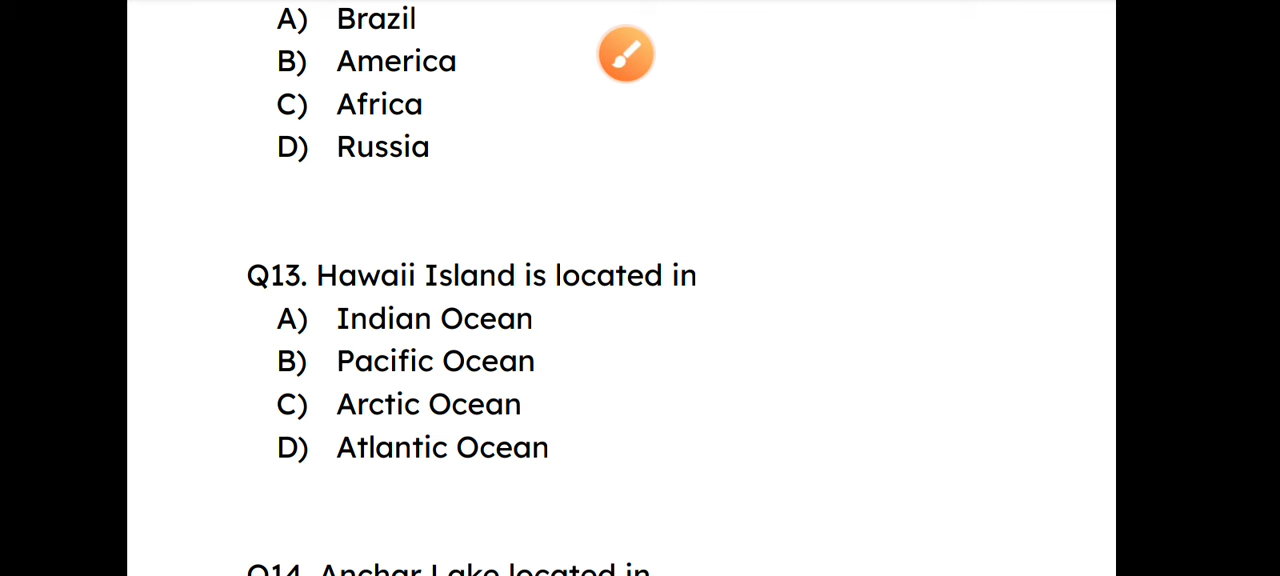 A) Brazil
B) America
C) Africa
D) Russia
Q13. Hawaii Island is located in
A) Indian Ocean
B) Pacific Ocean
C) Arctic Ocean
D) Atlantic Ocean
Q14. Anchar Lake located in